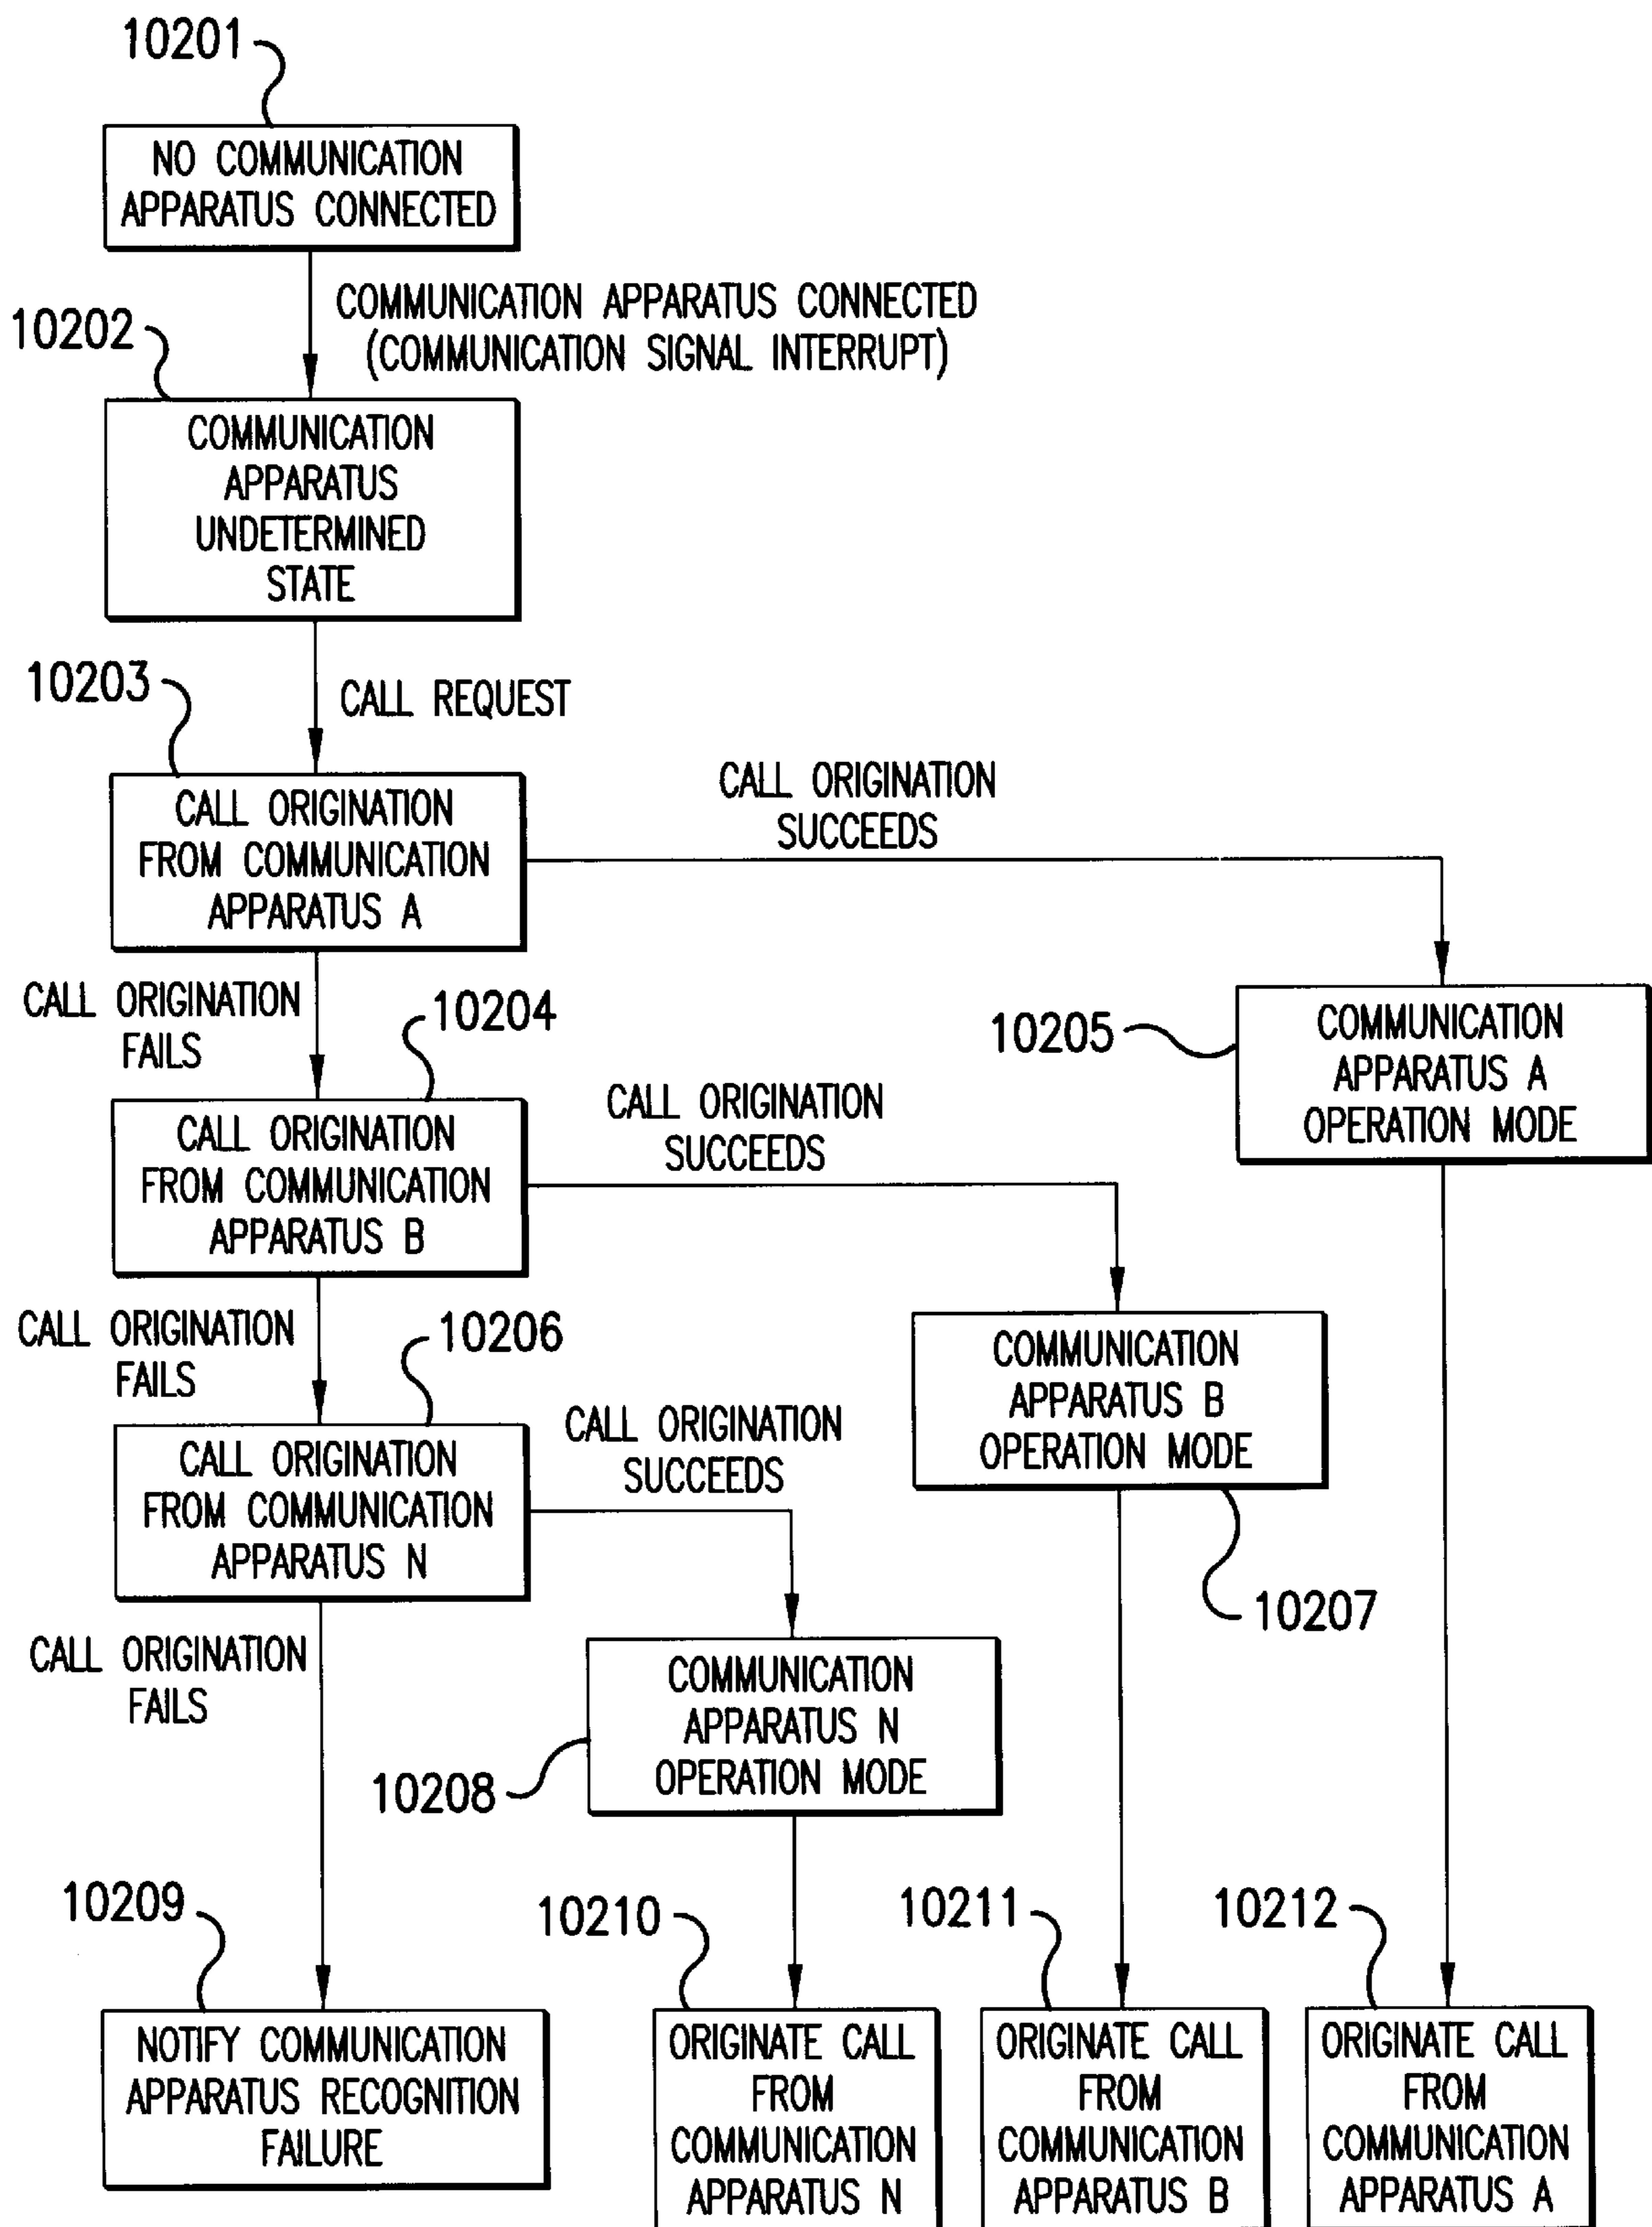 10201
NO COMMUNICATION
APPARATUS CONNECTED
COMMUNICATION APPARATUS CONNECTED
(COMMUNICATION SIGNAL INTERRUPT)
10202
COMMUNICATION
APPARATUS
UNDETERMINED
STATE
10203
CALL REQUEST
CALL ORIGINATION
FROM COMMUNICATION
APPARATUS A
CALL ORIGINATION
SUCCEEDS
CALL ORIGINATION
FAILS
10204
10205
COMMUNICATION
APPARATUS A
OPERATION MODE
CALL ORIGINATION
FROM COMMUNICATION
APPARATUS B
CALL ORIGINATION
SUCCEEDS
CALL ORIGINATION
FAILS
10206
COMMUNICATION
APPARATUS B
OPERATION MODE
10207
CALL ORIGINATION
FROM COMMUNICATION
APPARATUS N
CALL ORIGINATION
SUCCEEDS
CALL ORIGINATION
FAILS
COMMUNICATION
APPARATUS N
OPERATION MODE
10208
10209
NOTIFY COMMUNICATION
APPARATUS RECOGNITION
FAILURE
10210
ORIGINATE CALL
FROM
COMMUNICATION
APPARATUS N
10211
ORIGINATE CALL
FROM
COMMUNICATION
APPARATUS B
10212
ORIGINATE CALL
FROM
COMMUNICATION
APPARATUS A